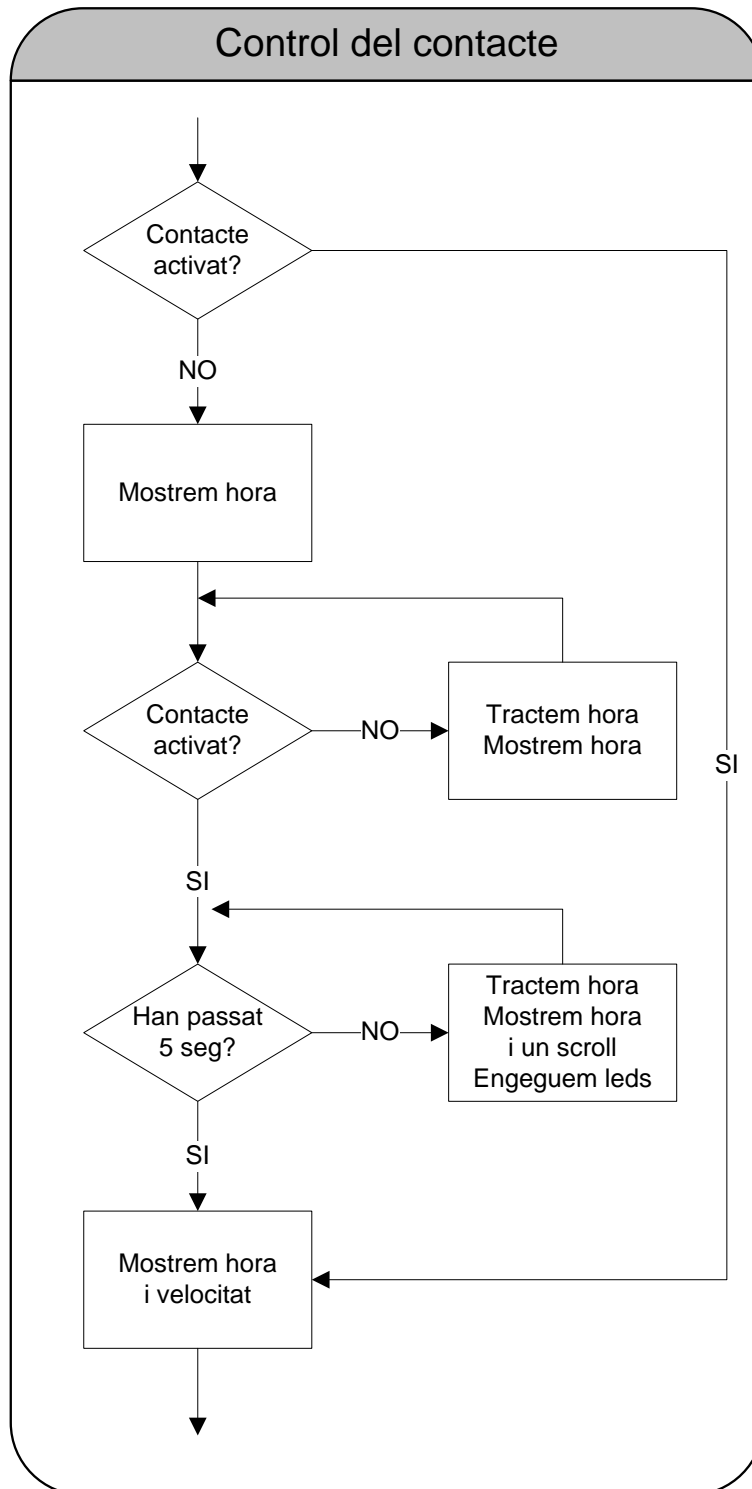 Control del contacte
Contacte
activat?
NO
Mostrem hora
Contacte
activat?
NO
Tractem hora
Mostrem hora
SI
SI
Han passat
5 seg?
NO
Tractem hora
Mostrem hora
i un scroll
Engeguem leds
SI
Mostrem hora
i velocitat